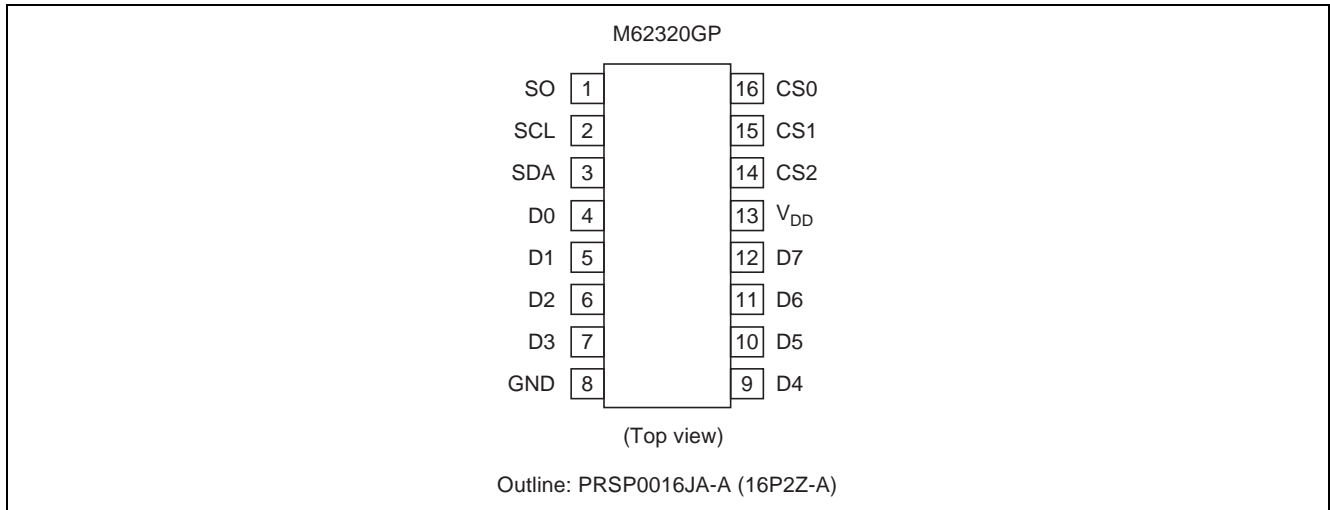 M62320GP
SO 1 16 CS0
SCL 2 15 CS1
SDA 3 14 CS2
D0 4 13 VDD
D1 5 12 D7
D2 6 11 D6
D3 7 10 D5
GND 8 9 D4
(Top view)
Outline: PRSP0016JA-A (16P2Z-A)